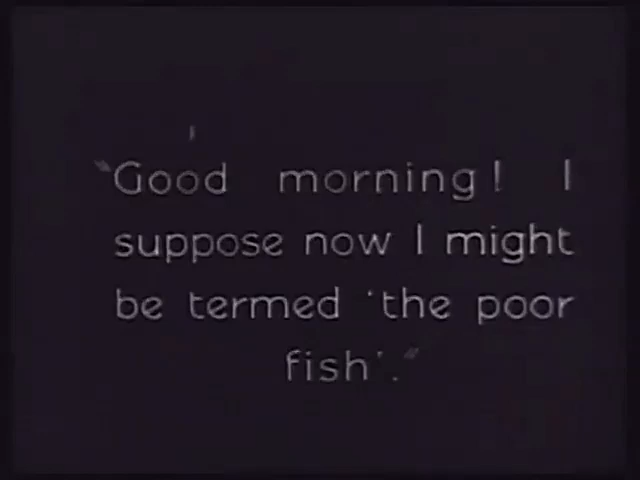 "Good morning! I
suppose now I might
be termed 'the poor
fish'."